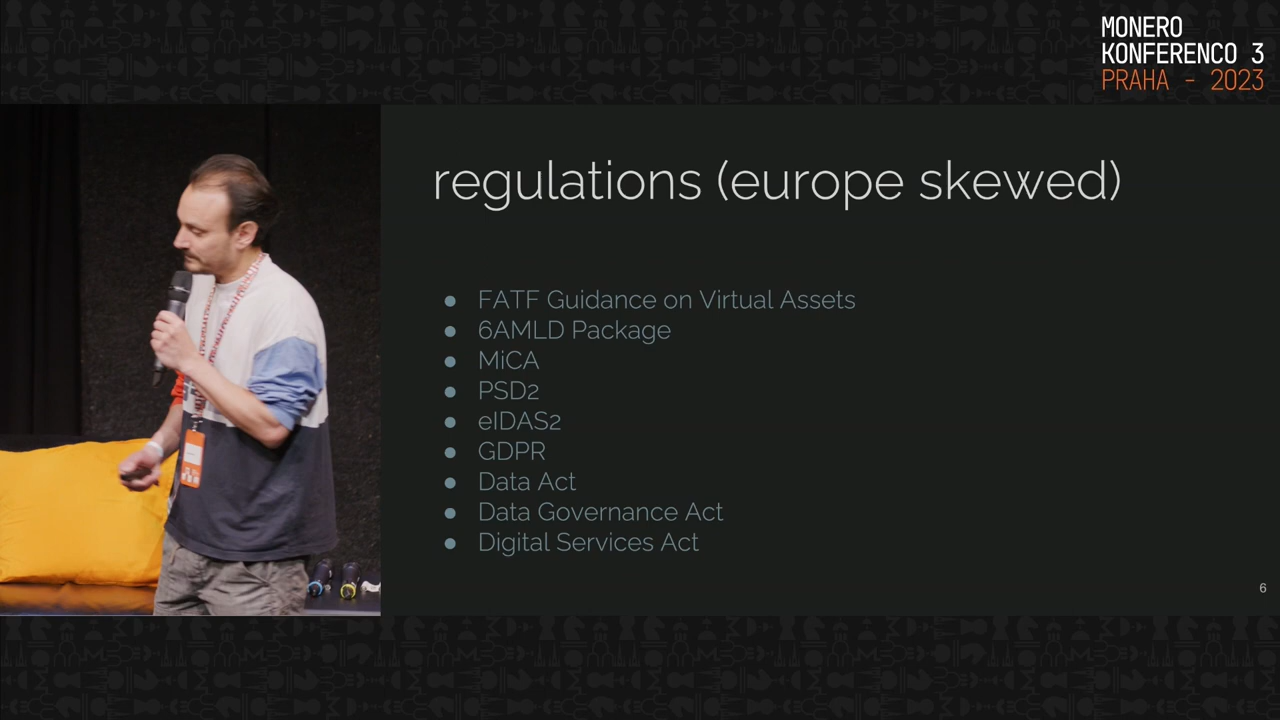 MONERO
KONFERENCO 3
PRAHA - 2023
regulations (europe skewed)
● FATF Guidance on Virtual Assets
● 6AMLD Package
● MiCA
● PSD2
● eIDAS2
● GDPR
● Data Act
● Data Governance Act
● Digital Services Act
6